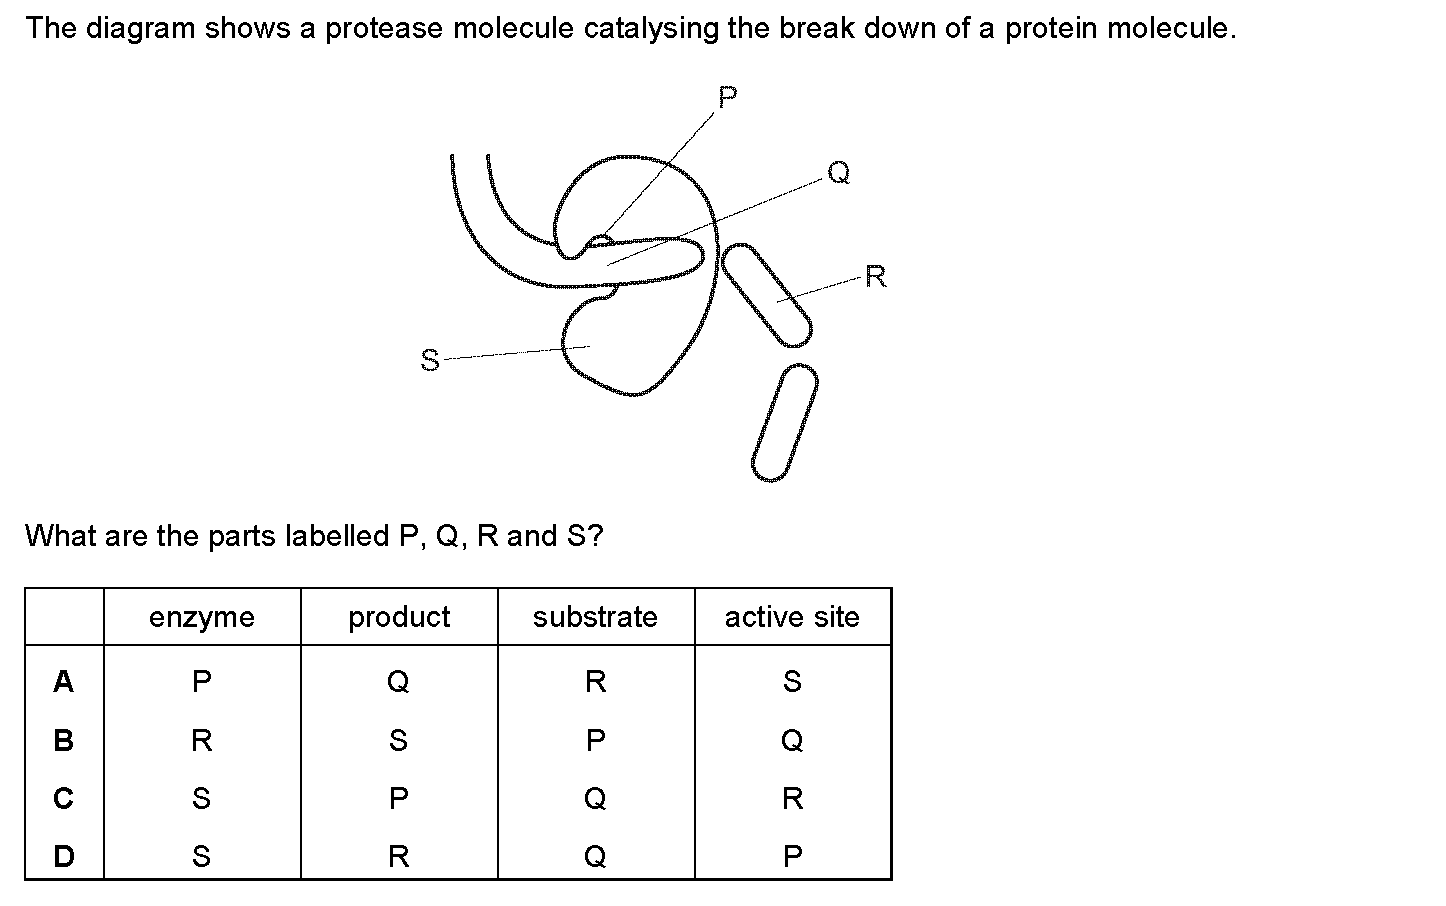 The diagram shows a protease molecule catalysing the break down of a protein molecule.
P
Q
R
S
What are the parts labelled P, Q, R and S?
enzyme product substrate active site
A P Q R S
B R S P Q
C S P Q R
D S R Q P